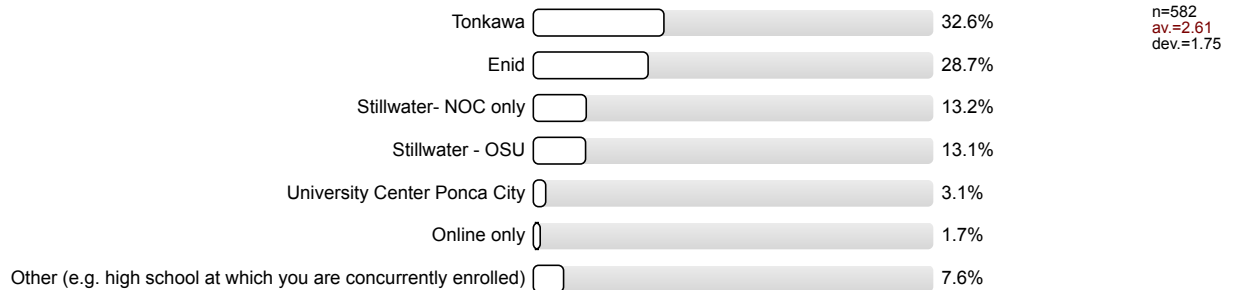 Tonkawa 32.6%
Enid 28.7%
Stillwater- NOC only 13.2%
Stillwater - OSU 13.1%
University Center Ponca City 3.1%
Online only 1.7%
Other (e.g. high school at which you are concurrently enrolled) 7.6%
n=582
av.=2.61
dev.=1.75